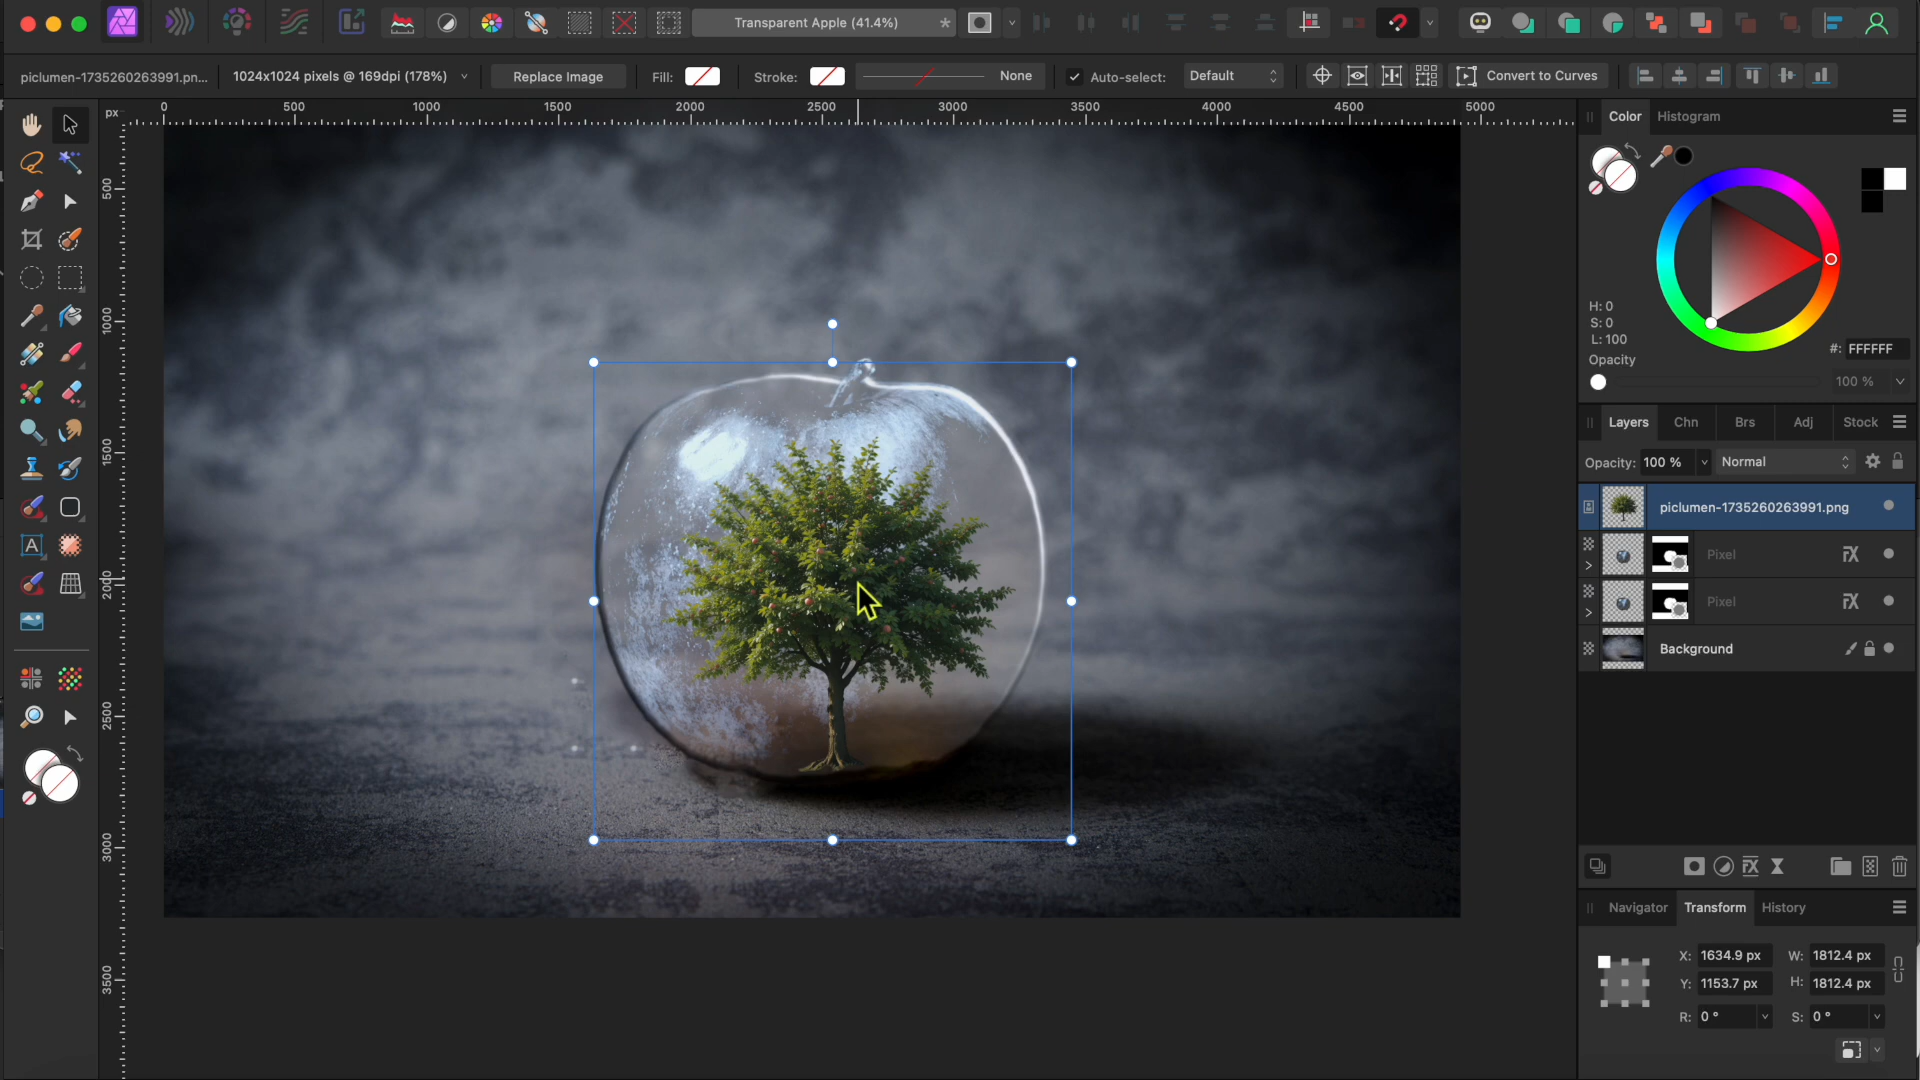 Transparent Apple (41.4%)
*
piclumen-1735260263991.pn...
1024x1024 pixels @ 169dpi (178%)
Replace Image
Fill:
Stroke:
None
Auto-select:
Default
Convert to Curves
px
0
500
1000
1500
2000
2500
3000
3500
4000
4500
5000
500
1000
1500
2000
2500
3000
3500
Color
Histogram
H: 0
S: 0
L: 100
#: FFFFFF
Opacity
100 %
Layers
Chn
Brs
Adj
Stock
Opacity: 100 %
Normal
piclumen-1735260263991.png
Pixel
FX
Pixel
FX
Background
FX
Navigator
Transform
History
X: 1634.9 px
W: 1812.4 px
Y: 1153.7 px
H: 1812.4 px
R: 0 °
S: 0 °
A